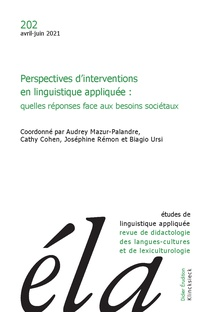 202
avril-juin 2021
Perspectives d'interventions
en linguistique appliquée :
quelles réponses face aux besoins sociétaux
Coordonné par Audrey Mazur-Palandre,
Cathy Cohen, Joséphine Rémon et Biagio Ursi
études de
linguistique appliquée
revue de didactologie
des langues-cultures
et de lexiculturologie
éla
Didier Érudition
Klincksieck